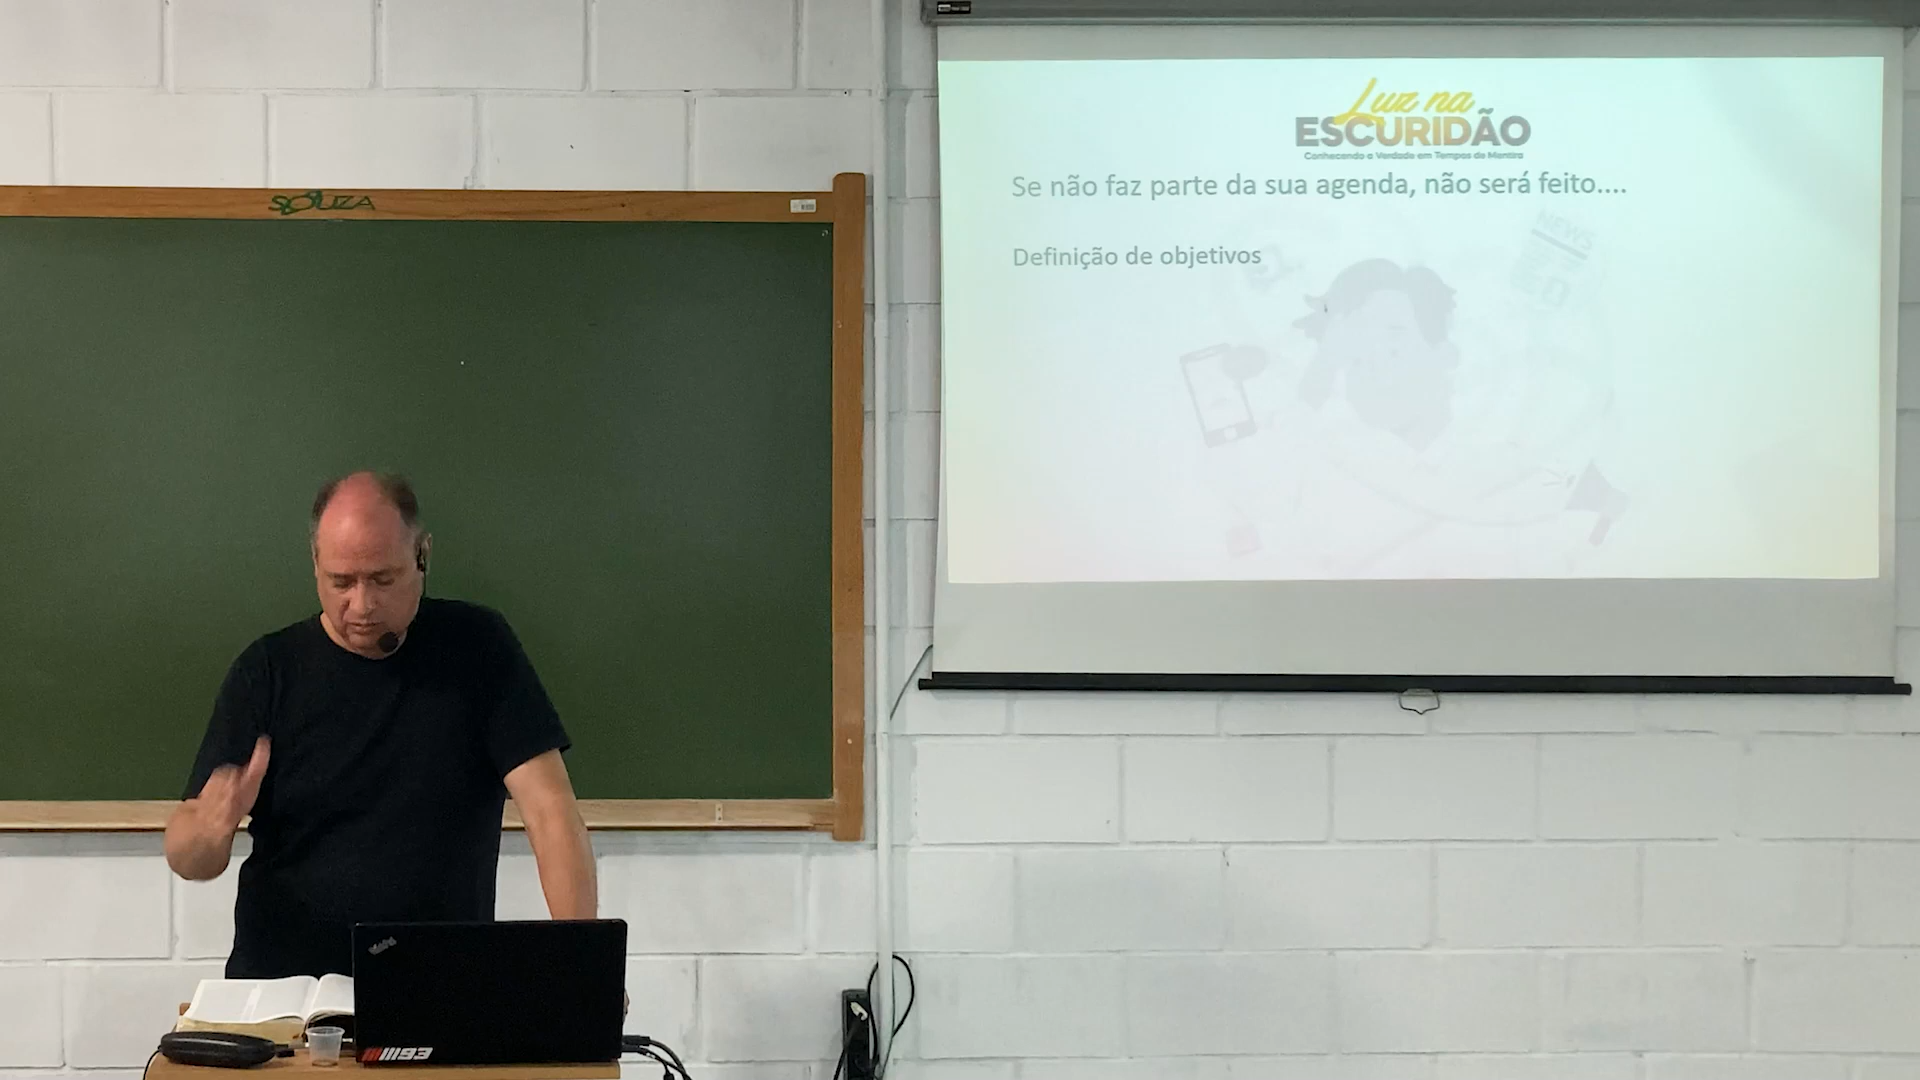 SOUZA
Luz na
ESCURIDÃO
Conhecendo a Verdade em Tempos de Mentira
Se não faz parte da sua agenda, não será feito....
Definição de objetivos
NEWS
93